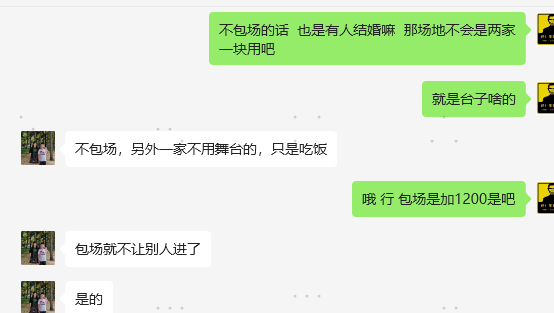 不包场的话 也是有人结婚嘛 那场地不会是两家
一块用吧
就是台子啥的
不包场，另外一家不用舞台的，只是吃饭
哦 行 包场是加1200是吧
包场就不让别人进了
是的